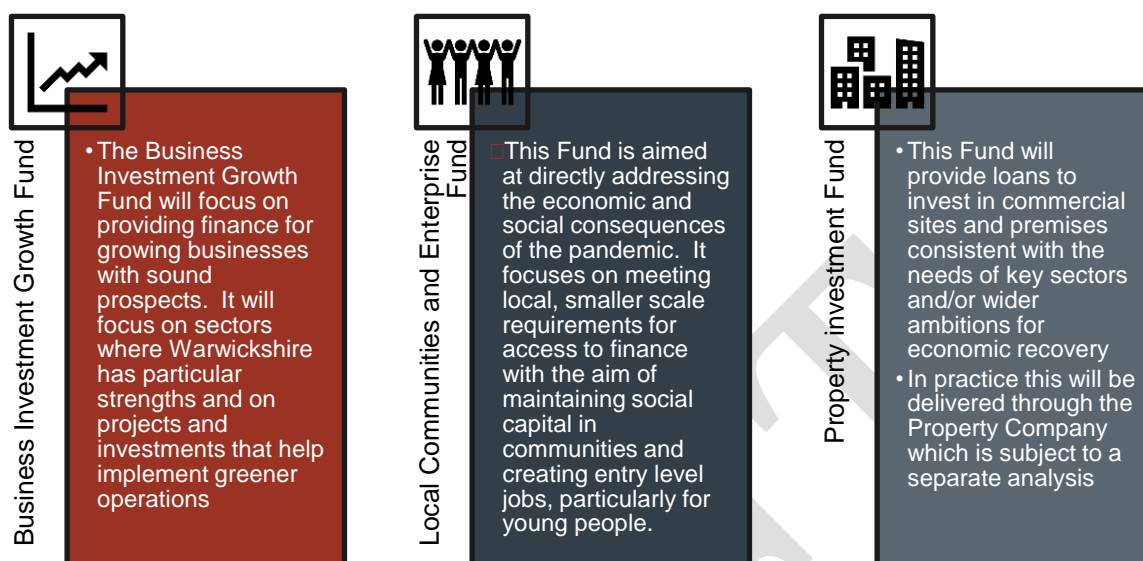 Business Investment Growth Fund
• The Business
Investment Growth
Fund will focus on
providing finance for
growing businesses
with sound
prospects.  It will
focus on sectors
where Warwickshire
has particular
strengths and on
projects and
investments that help
implement greener
operations
Local Communities and Enterprise
Fund
This Fund is aimed
at directly addressing
the economic and
social consequences
of the pandemic.  It
focuses on meeting
local, smaller scale
requirements for
access to finance
with the aim of
maintaining social
capital in
communities and
creating entry level
jobs, particularly for
young people.
Property investment Fund
• This Fund will
provide loans to
invest in commercial
sites and premises
consistent with the
needs of key sectors
and/or wider
ambitions for
economic recovery
• In practice this will be
delivered through the
Property Company
which is subject to a
separate analysis